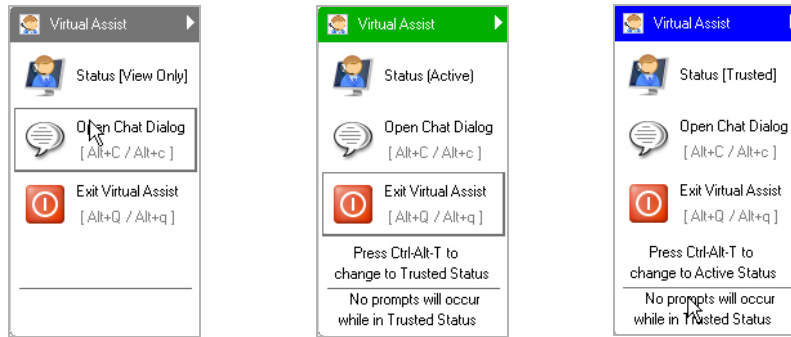 Virtual Assist
Status [View Only]
Open Chat Dialog
[ Alt+C / Alt+c ]
Exit Virtual Assist
[ Alt+Q / Alt+q ]
Virtual Assist
Status (Active)
Open Chat Dialog
[ Alt+C / Alt+c ]
Exit Virtual Assist
[ Alt+Q / Alt+q ]
Press Ctrl-Alt-T to
change to Trusted Status
No prompts will occur
while in Trusted Status
Virtual Assist
Status [Trusted]
Open Chat Dialog
[ Alt+C / Alt+c ]
Exit Virtual Assist
[ Alt+Q / Alt+q ]
Press Ctrl-Alt-T to
change to Active Status
No prompts will occur
while in Trusted Status